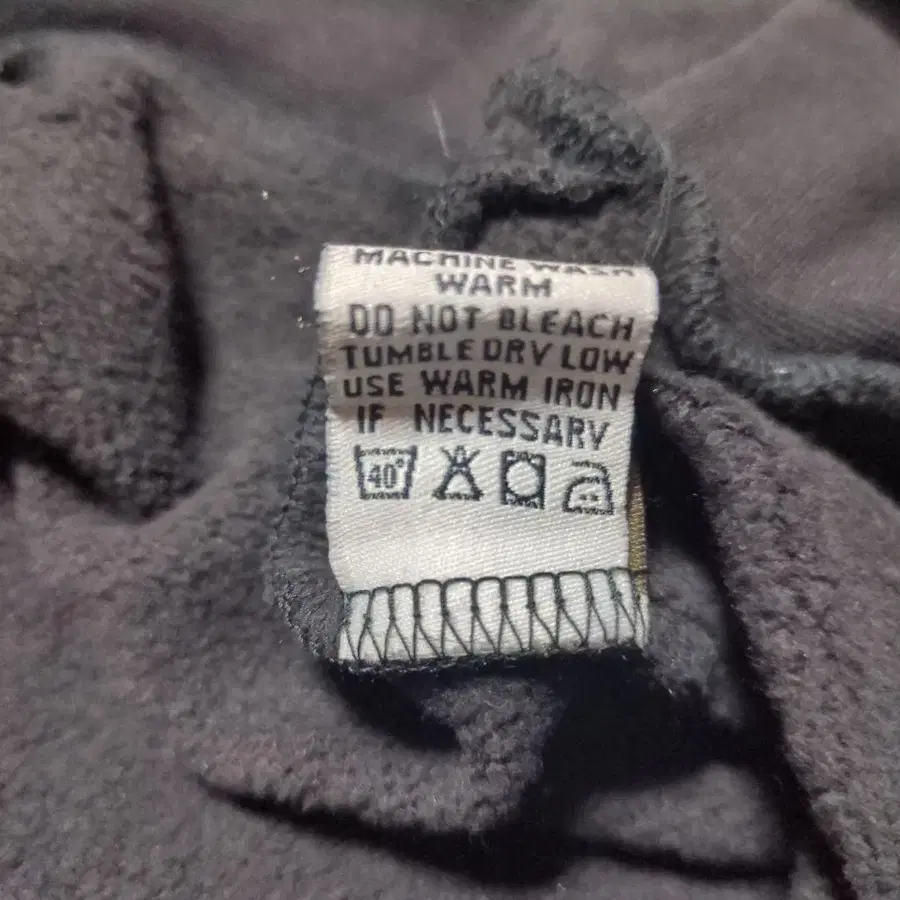 MACHINE WASH
WARM
DO NOT BLEACH
TUMBLE DRY LOW
USE WARM IRON
IF NECESSARY
40°